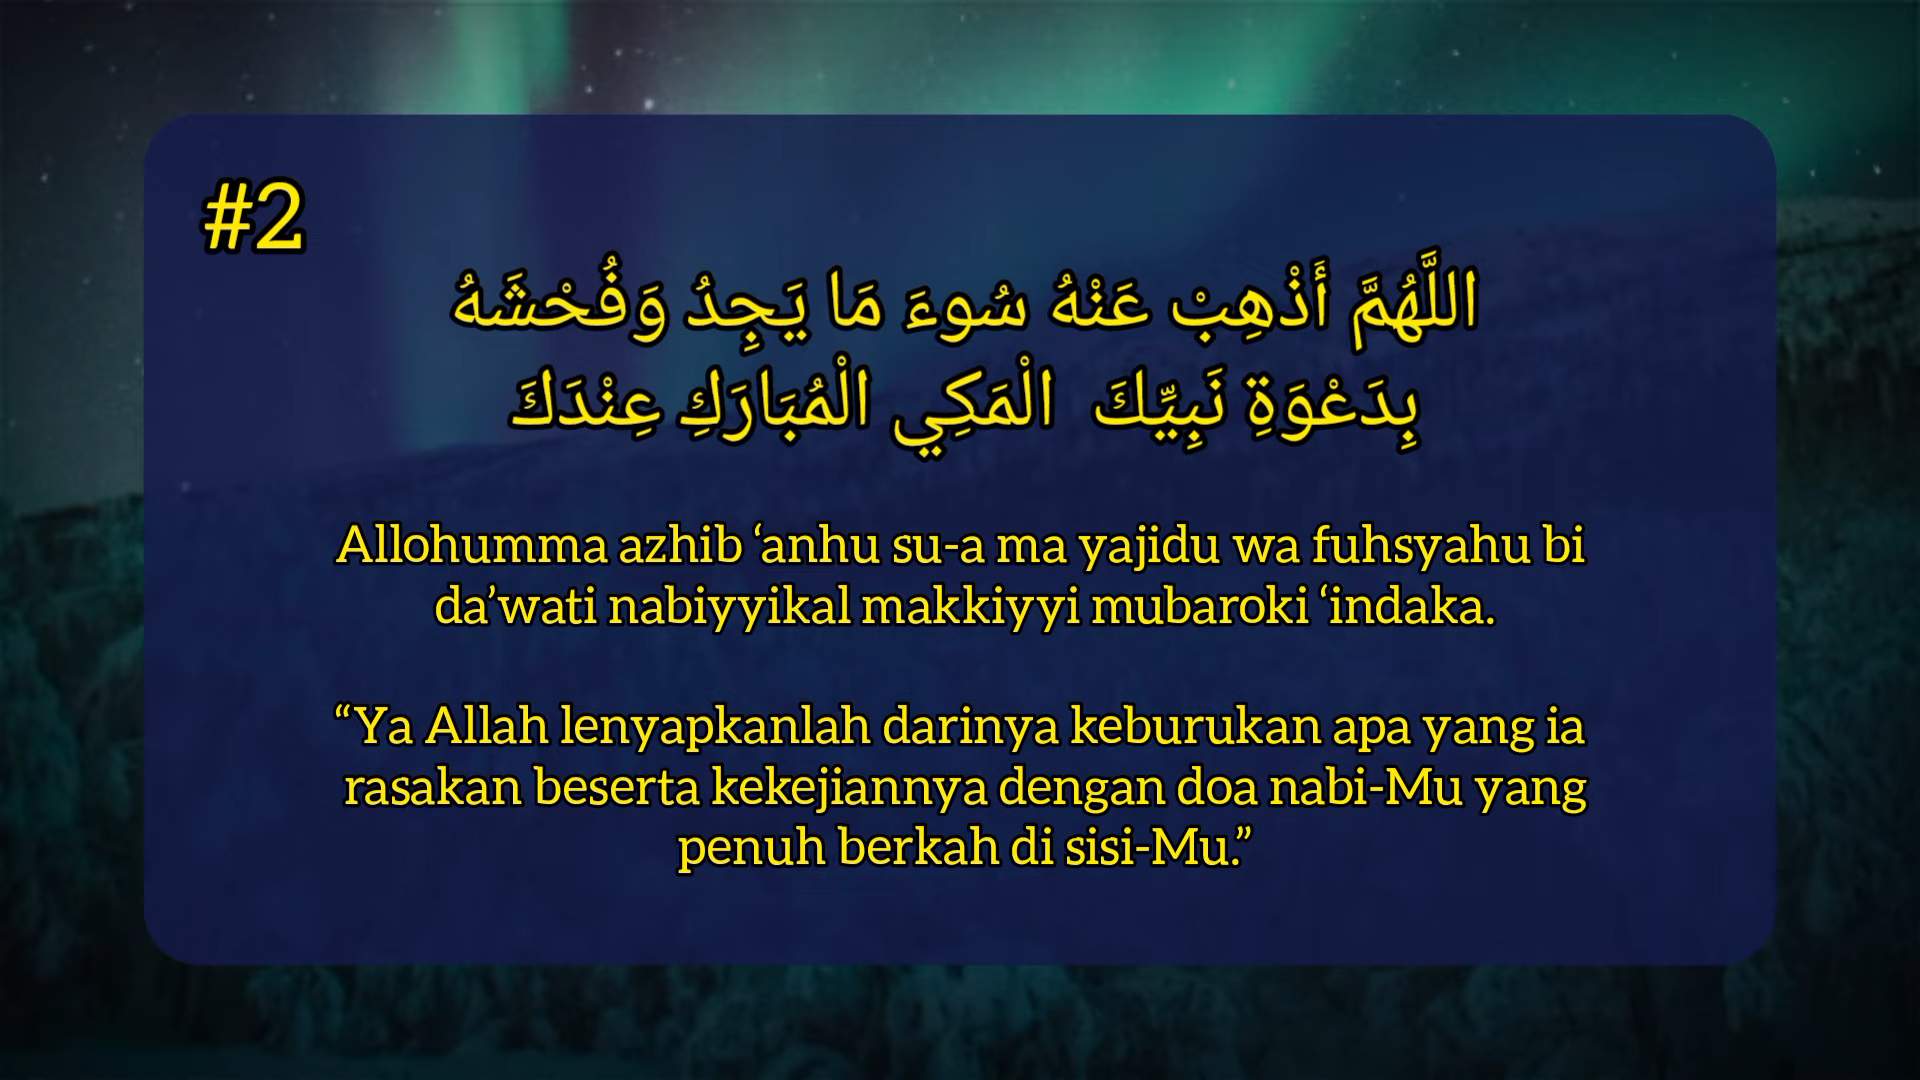 #2
اللَّهُمَّ أَذْهِبْ عَنْهُ سُوءَ مَا يَجِدُ وَفُحْشَهُ
بِدَعْوَةِ نَبِيِّكَ الْمَكِي الْمُبَارَكِ عِنْدَكَ
Allohumma azhib ‘anhu su-a ma yajidu wa fuhsyahu bi
da’wati nabiyyikal makkiyyi mubaroki ‘indaka.
“Ya Allah lenyapkanlah darinya keburukan apa yang ia
rasakan beserta kekejiannya dengan doa nabi-Mu yang
penuh berkah di sisi-Mu.”